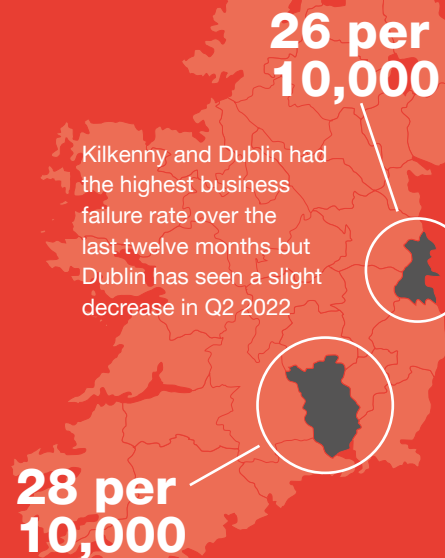 26 per
10,000
Kilkenny and Dublin had
the highest business
failure rate over the
last twelve months but
Dublin has seen a slight
decrease in Q2 2022
28 per
10,000